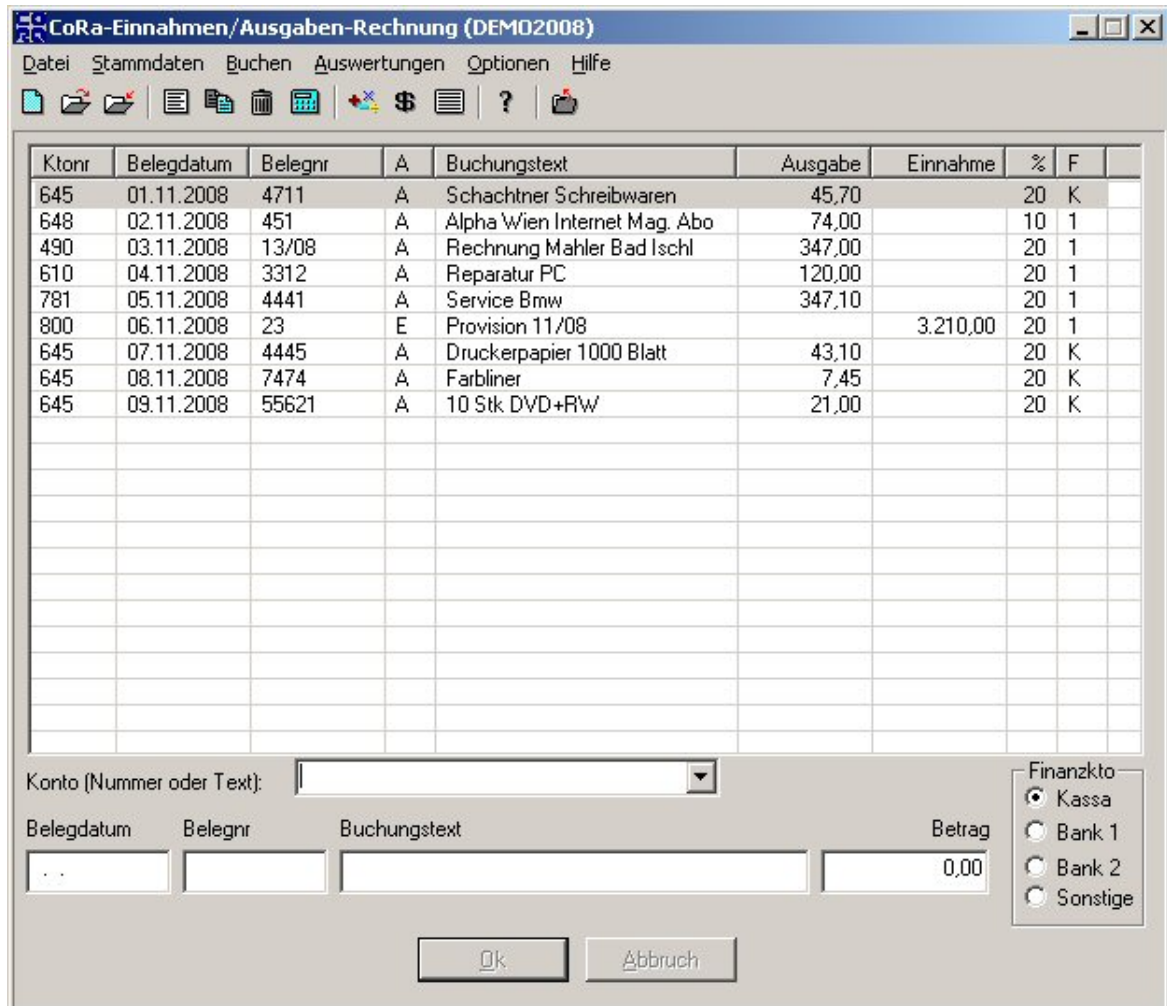 CoRa-Einnahmen/Ausgaben-Rechnung (DEMO2008)
Datei Stammdaten Buchen Auswertungen Optionen Hilfe
Ktonr Belegdatum Belegnr A Buchungstext Ausgabe Einnahme % F
645 01.11.2008 4711 A Schachtner Schreibwaren 45,70 20 K
648 02.11.2008 451 A Alpha Wien Internet Mag. Abo 74,00 10 1
490 03.11.2008 13/08 A Rechnung Mahler Bad Ischl 347,00 20 1
610 04.11.2008 3312 A Reparatur PC 120,00 20 1
781 05.11.2008 4441 A Service Bmw 347,10 20 1
800 06.11.2008 23 E Provision 11/08 3.210,00 20 1
645 07.11.2008 4445 A Druckerpapier 1000 Blatt 43,10 20 K
645 08.11.2008 7474 A Farbliner 7,45 20 K
645 09.11.2008 55621 A 10 Stk DVD+RW 21,00 20 K
Konto (Nummer oder Text):
Finanzkto
Kassa
Bank 1
Bank 2
Sonstige
Belegdatum Belegnr Buchungstext Betrag
. . 0,00
Ok Abbruch